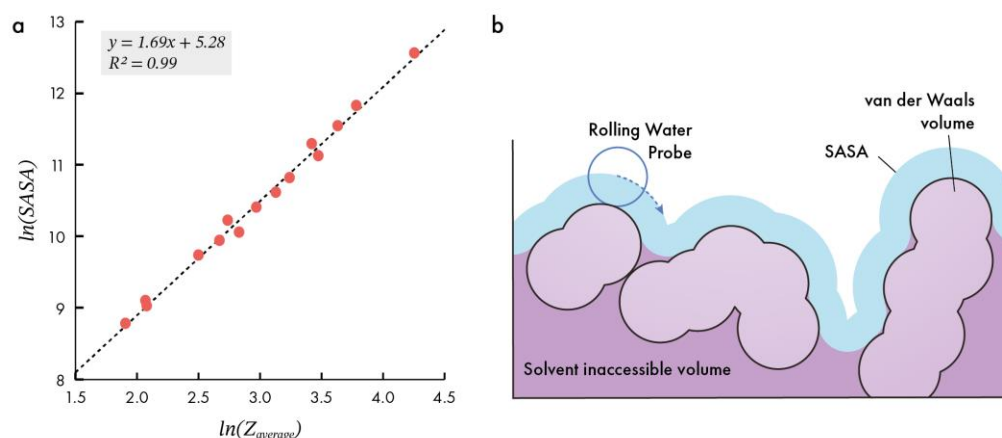 a
y = 1.69x + 5.28
R² = 0.99
ln(SASA)
13
12
11
10
9
8
1.5 2.0 2.5 3.0 3.5 4.0 4.5
ln(Z_average)
b
Rolling Water
Probe
SASA
van der Waals
volume
Solvent inaccessible volume